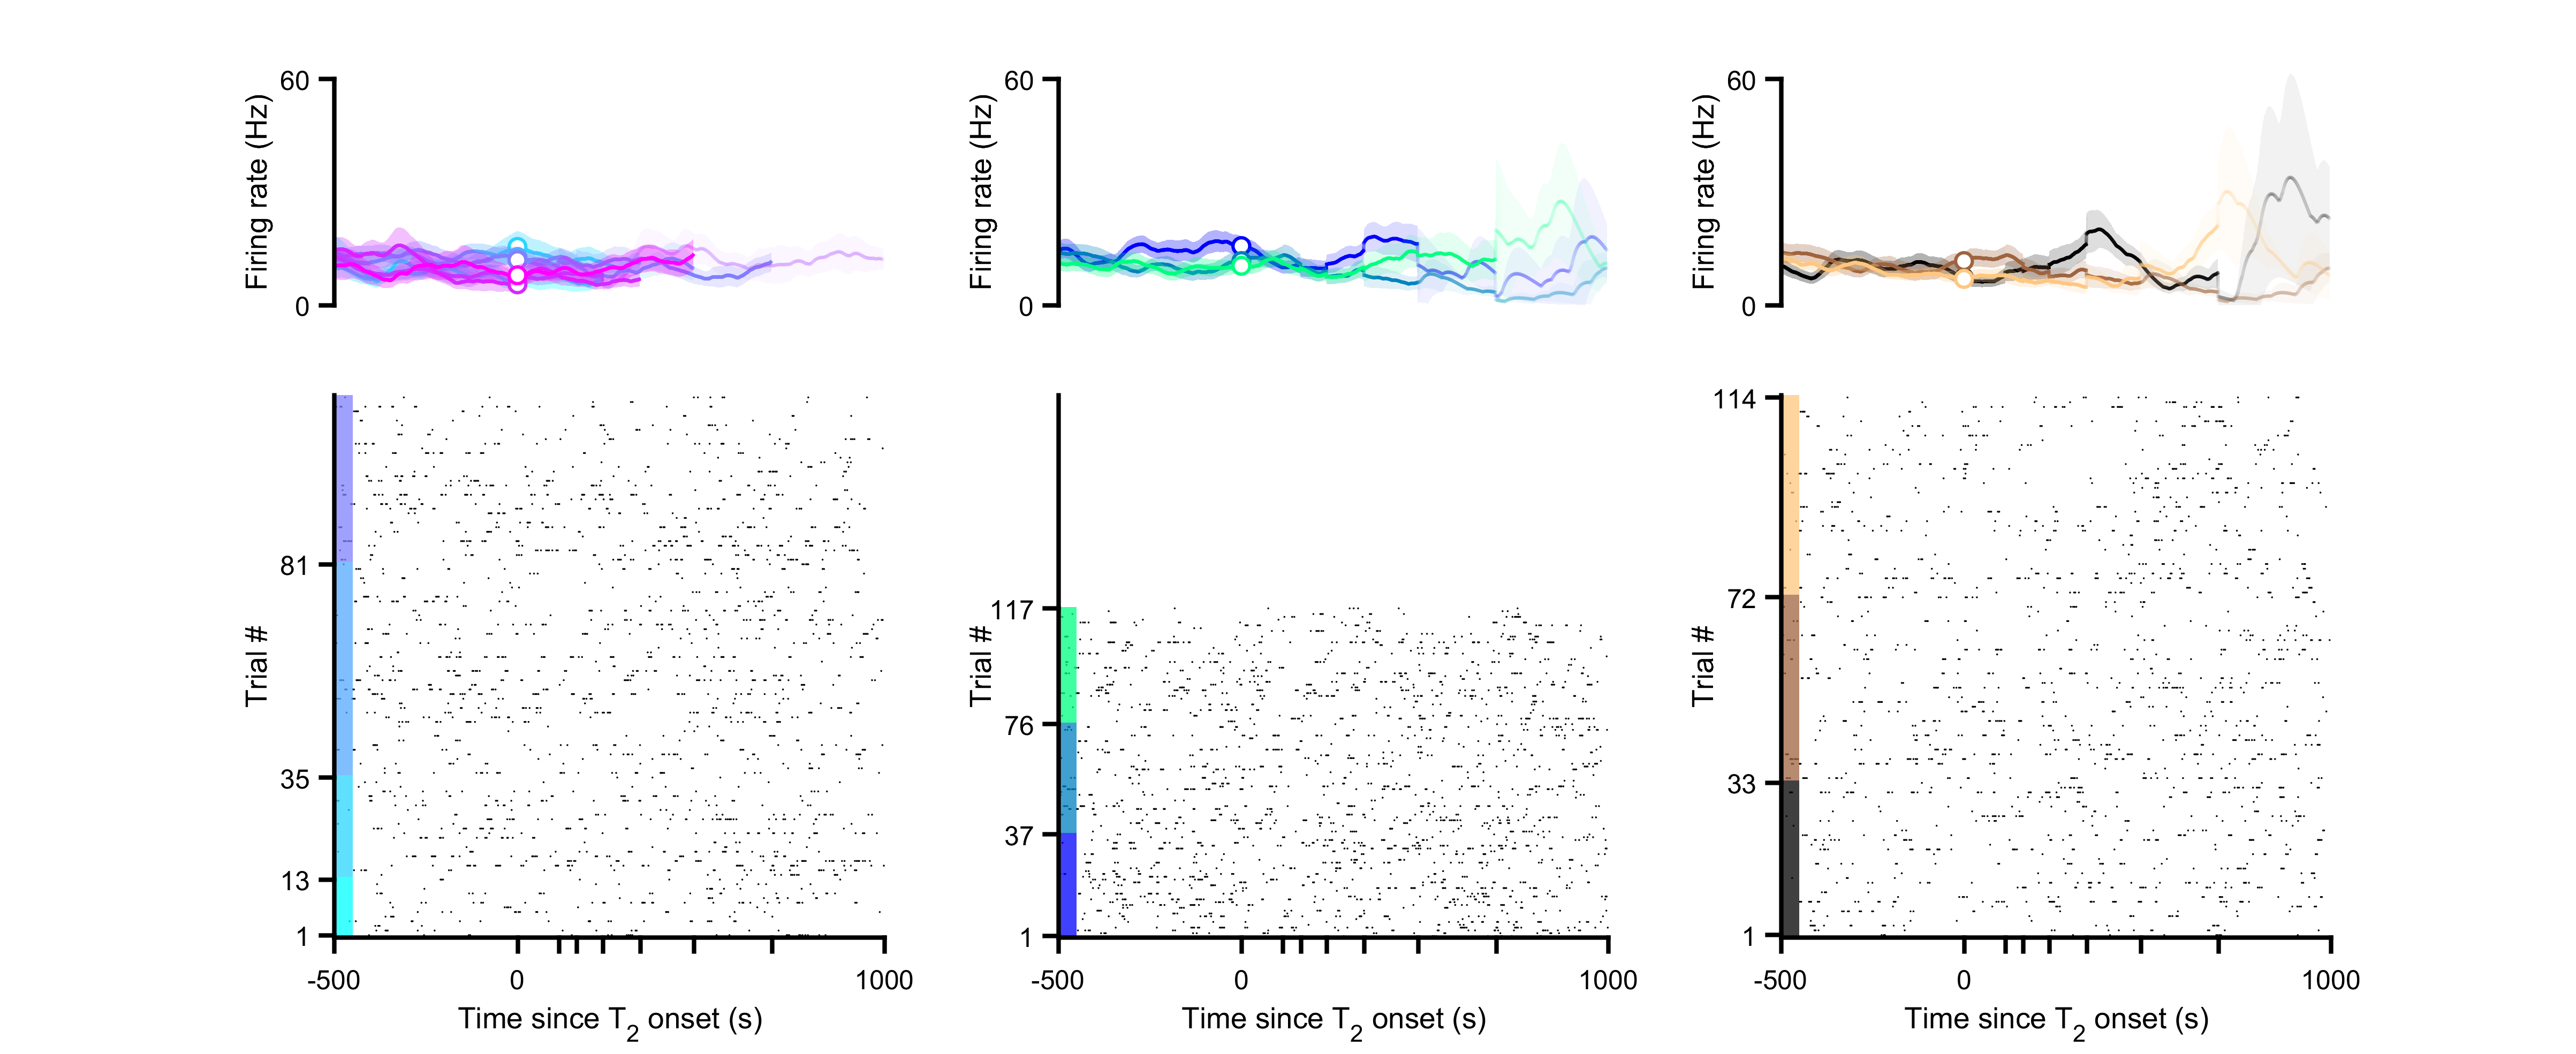 60
Firing rate (Hz)
0
60
Firing rate (Hz)
0
60
Firing rate (Hz)
0
81
35
13
1
Trial #
-500 0 1000
Time since T2 onset (s)
117
76
37
1
Trial #
-500 0 1000
Time since T2 onset (s)
114
72
33
1
Trial #
-500 0 1000
Time since T2 onset (s)